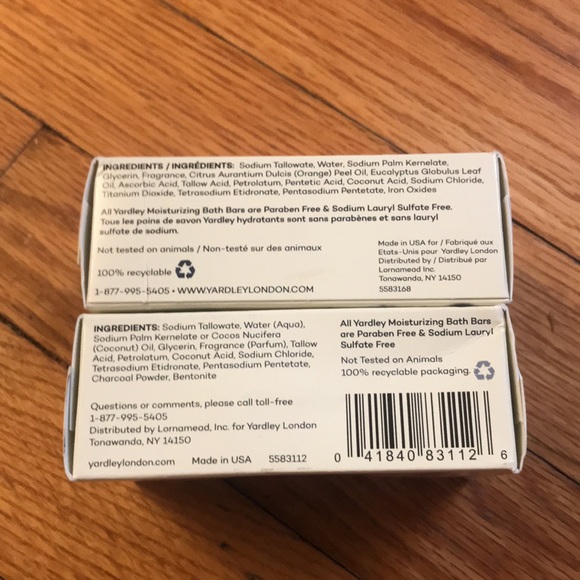 INGREDIENTS / INGRÉDIENTS: Sodium Tallowate, Water, Sodium Palm Kernelate,
Glycerin, Fragrance, Citrus Aurantium Dulcis (Orange) Peel Oil, Eucalyptus Globulus Leaf
Oil, Ascorbic Acid, Tallow Acid, Petrolatum, Pentetic Acid, Coconut Acid, Sodium Chloride,
Titanium Dioxide, Tetrasodium Etidronate, Pentasodium Pentetate, Iron Oxides
All Yardley Moisturizing Bath Bars are Paraben Free & Sodium Lauryl Sulfate Free.
Tous les pains de savon Yardley hydratants sont sans parabènes et sans lauryl
sulfate de sodium.
Not tested on animals / Non-testé sur des animaux
100% recyclable
1-877-995-5405 • WWW.YARDLEYLONDON.COM
Made in USA for / Fabriqué aux
Etats-Unis pour Yardley London
Distributed by / Distribué par
Lornamead Inc.
Tonawanda, NY 14150
5583168
INGREDIENTS: Sodium Tallowate, Water (Aqua),
Sodium Palm Kernelate or Cocos Nucifera
(Coconut) Oil, Glycerin, Fragrance (Parfum), Tallow
Acid, Petrolatum, Coconut Acid, Sodium Chloride,
Tetrasodium Etidronate, Pentasodium Pentetate,
Charcoal Powder, Bentonite
Questions or comments, please call toll-free
1-877-995-5405
Distributed by Lornamead, Inc. for Yardley London
Tonawanda, NY 14150
yardleylondon.com Made in USA 5583112
All Yardley Moisturizing Bath Bars
are Paraben Free & Sodium Lauryl
Sulfate Free
Not Tested on Animals
100% recyclable packaging.
0 41840 83112 6